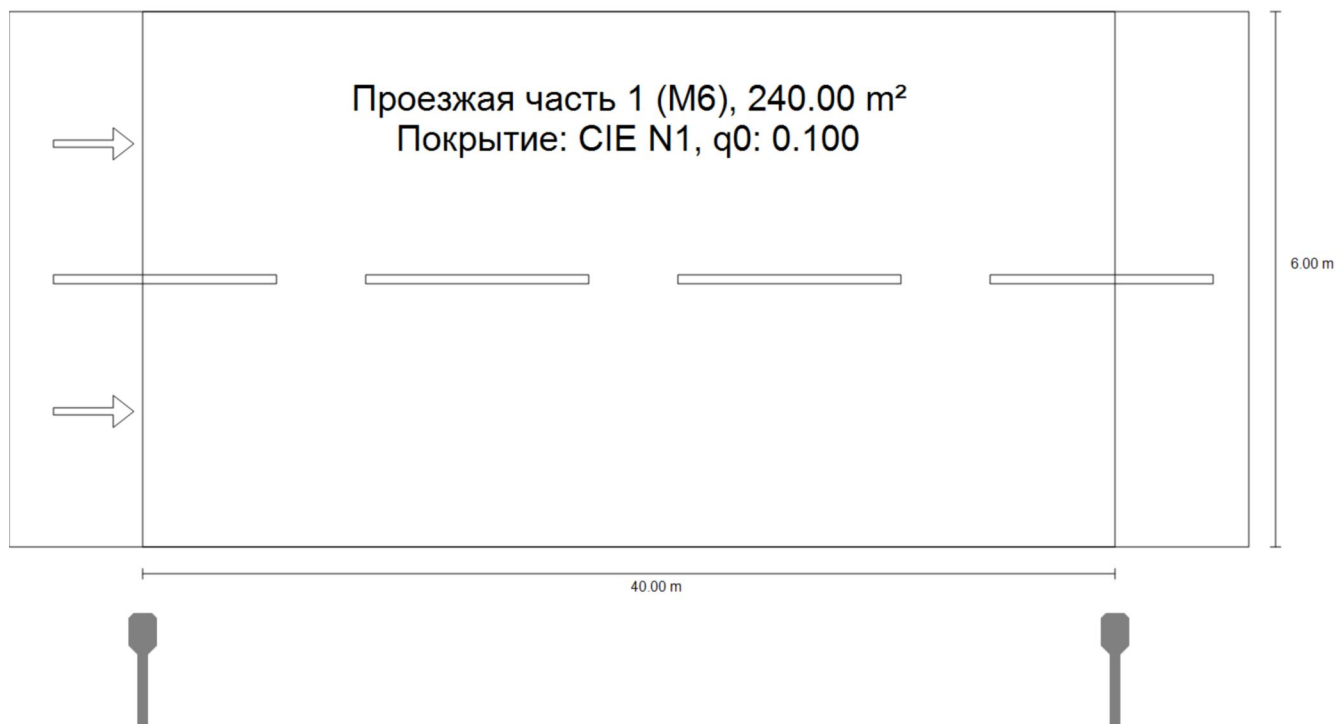 Проезжая часть 1 (M6), 240.00 m²
Покрытие: CIE N1, q0: 0.100
6.00 m
40.00 m